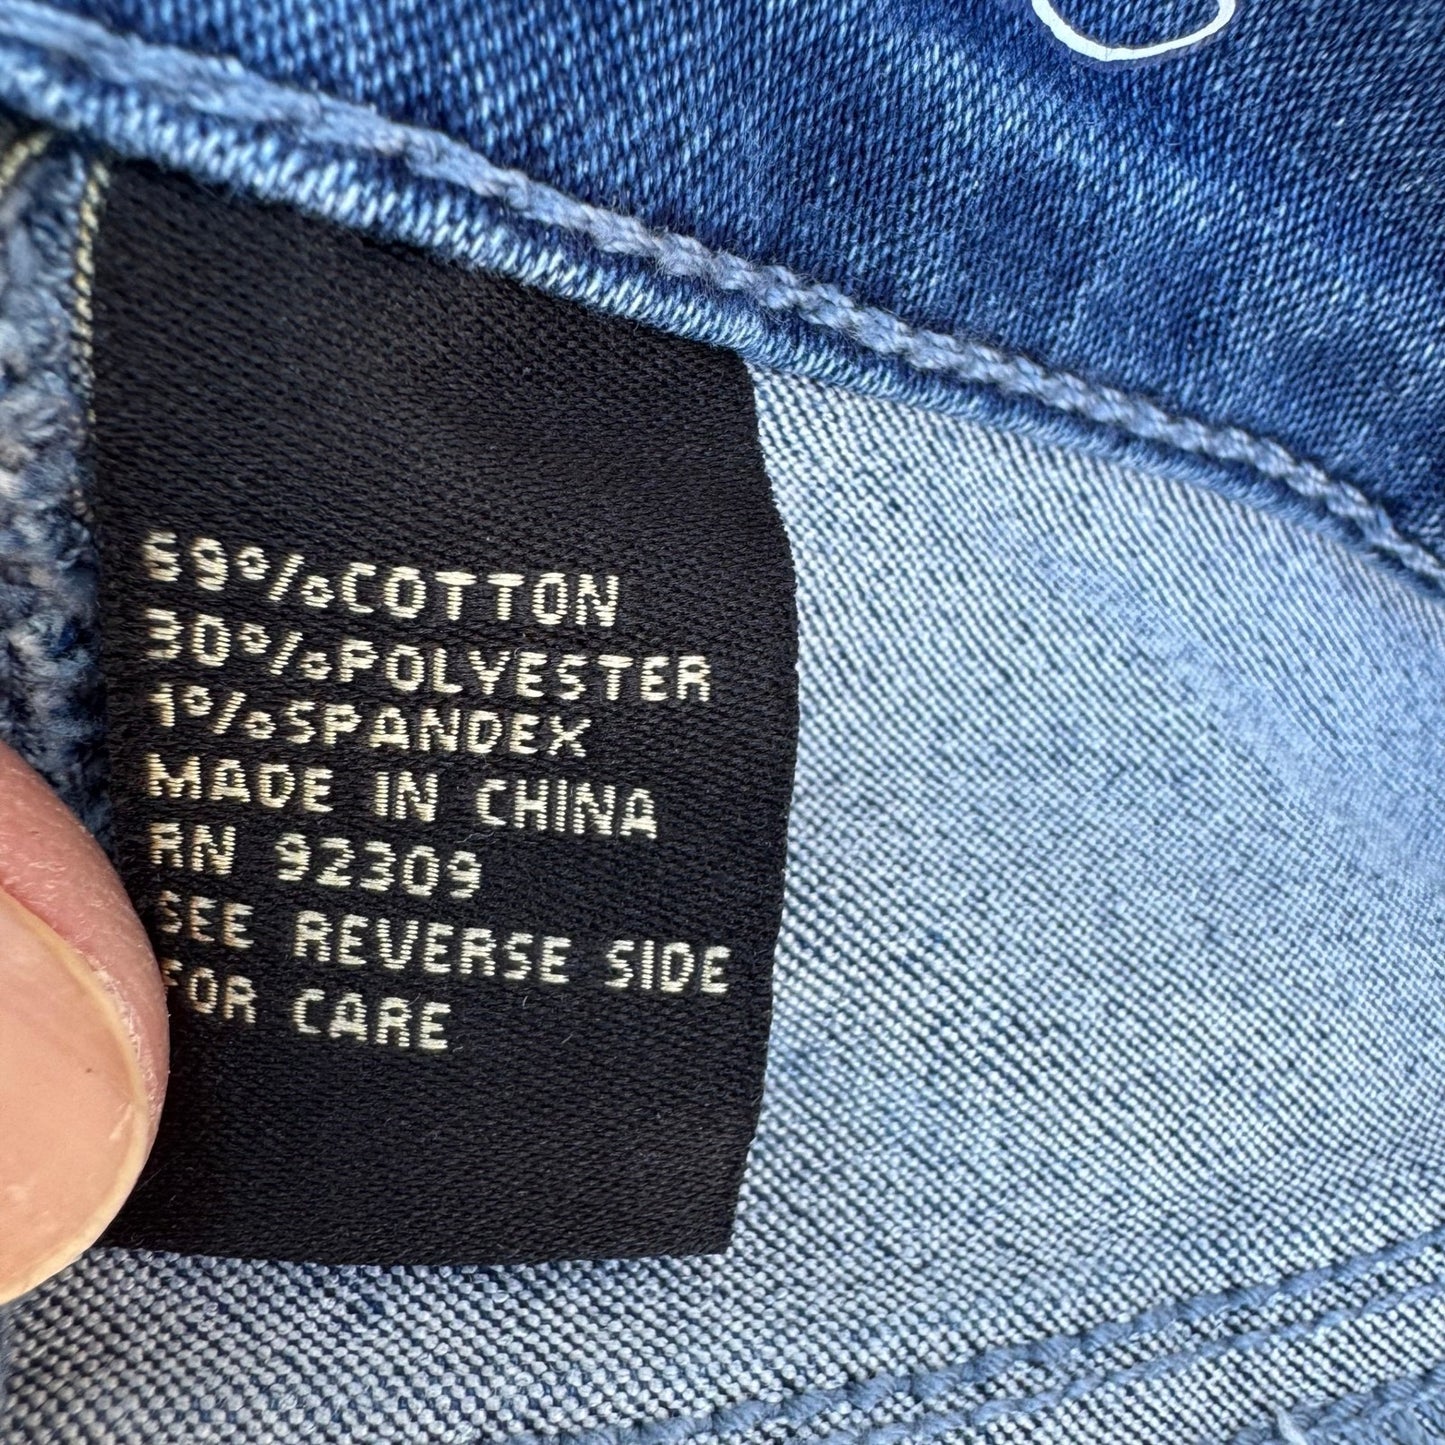 69%COTTON
30%POLYESTER
1%SPANDEX
MADE IN CHINA
RN 92309
SEE REVERSE SIDE
FOR CARE